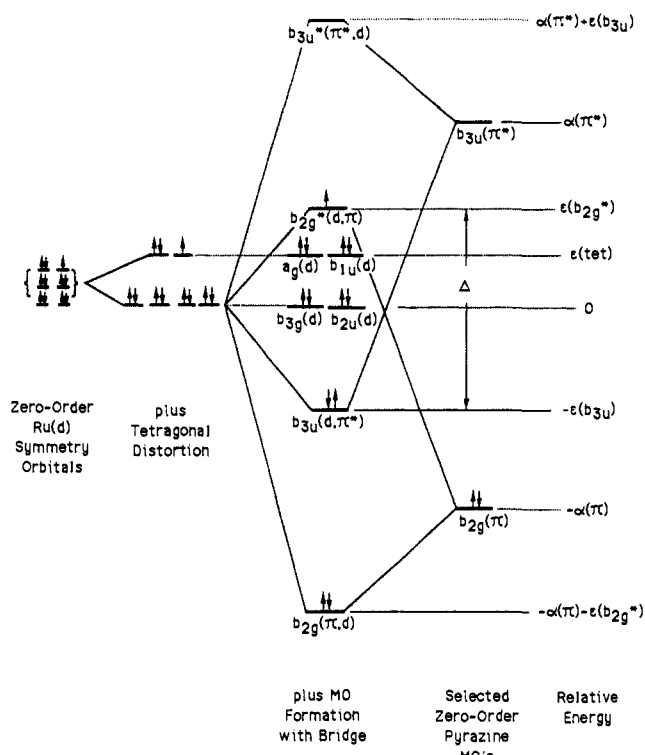 b3u*(π*,d)
α(π*)+ε(b3u)
b3u(π*)
α(π*)
b2g*(d,π)
ε(b2g*)
ag(d) b1u(d)
ε(tet)
Δ
b3g(d) b2u(d)
0
b3u(d,π*)
-ε(b3u)
Zero-Order
Ru(d)
Symmetry
Orbitals
plus
Tetragonal
Distortion
b2g(π)
-α(π)
b2g(π,d)
-α(π)-ε(b2g*)
plus MO
Formation
with Bridge
Selected
Zero-Order
Pyrazine
MO's
Relative
Energy